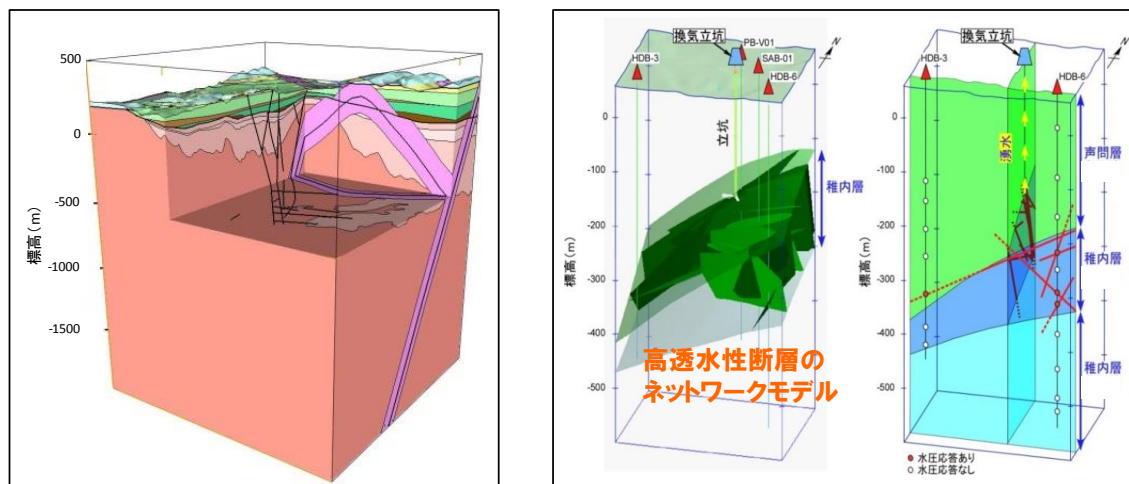 500
0
-500
-1000
-1500
標高(m)
換気立坑
PB-V01
HDB-3
SAB-01
HDB-6
N
立坑
0
-100
-200
-300
-400
-500
標高(m)
稚内層
高透水性断層の
ネットワークモデル
換気立坑
HDB-3
HDB-6
N
湧水
0
-100
-200
-300
-400
-500
標高(m)
声問層
稚内層
稚内層
水圧応答あり
水圧応答なし